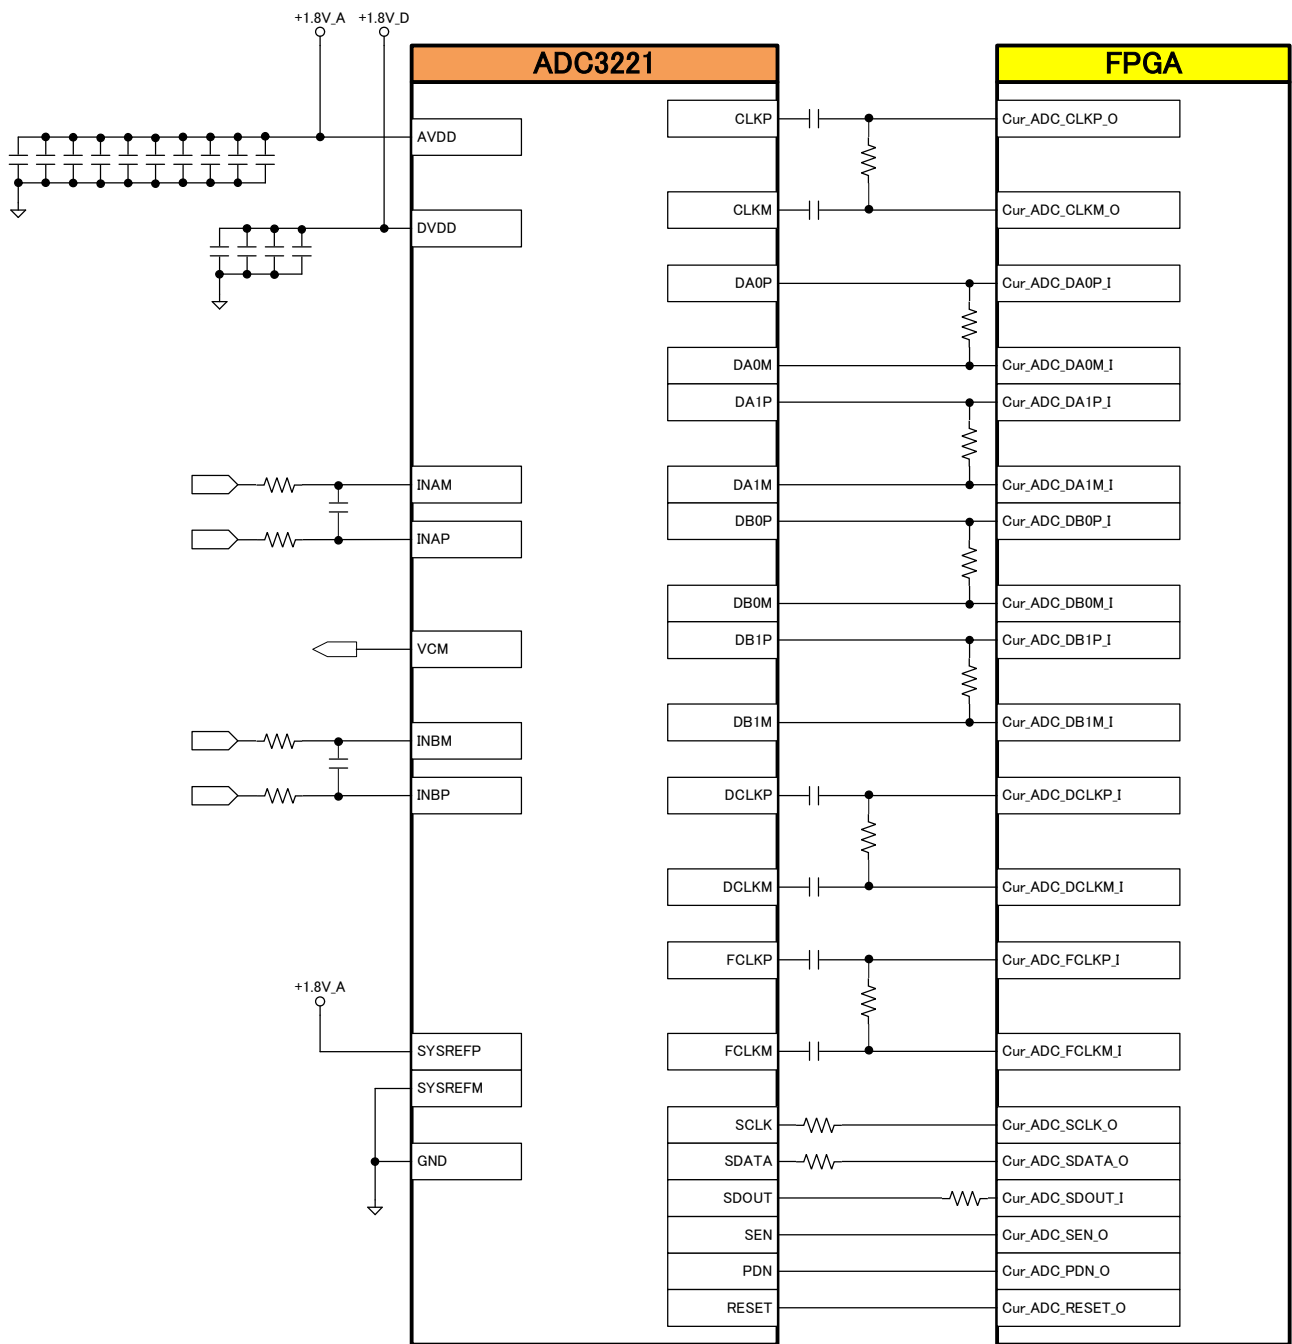 +1.8V_A +1.8V_D
ADC3221
FPGA
AVDD
DVDD
INAM
INAP
VCM
INBM
INBP
+1.8V_A
SYSREFP
SYSREFM
GND
CLKP
CLKM
DA0P
DA0M
DA1P
DA1M
DB0P
DB0M
DB1P
DB1M
DCLKP
DCLKM
FCLKP
FCLKM
SCLK
SDATA
SDOUT
SEN
PDN
RESET
Cur_ADC_CLKP_O
Cur_ADC_CLKM_O
Cur_ADC_DA0P_I
Cur_ADC_DA0M_I
Cur_ADC_DA1P_I
Cur_ADC_DA1M_I
Cur_ADC_DB0P_I
Cur_ADC_DB0M_I
Cur_ADC_DB1P_I
Cur_ADC_DB1M_I
Cur_ADC_DCLKP_I
Cur_ADC_DCLKM_I
Cur_ADC_FCLKP_I
Cur_ADC_FCLKM_I
Cur_ADC_SCLK_O
Cur_ADC_SDATA_O
Cur_ADC_SDOUT_I
Cur_ADC_SEN_O
Cur_ADC_PDN_O
Cur_ADC_RESET_O